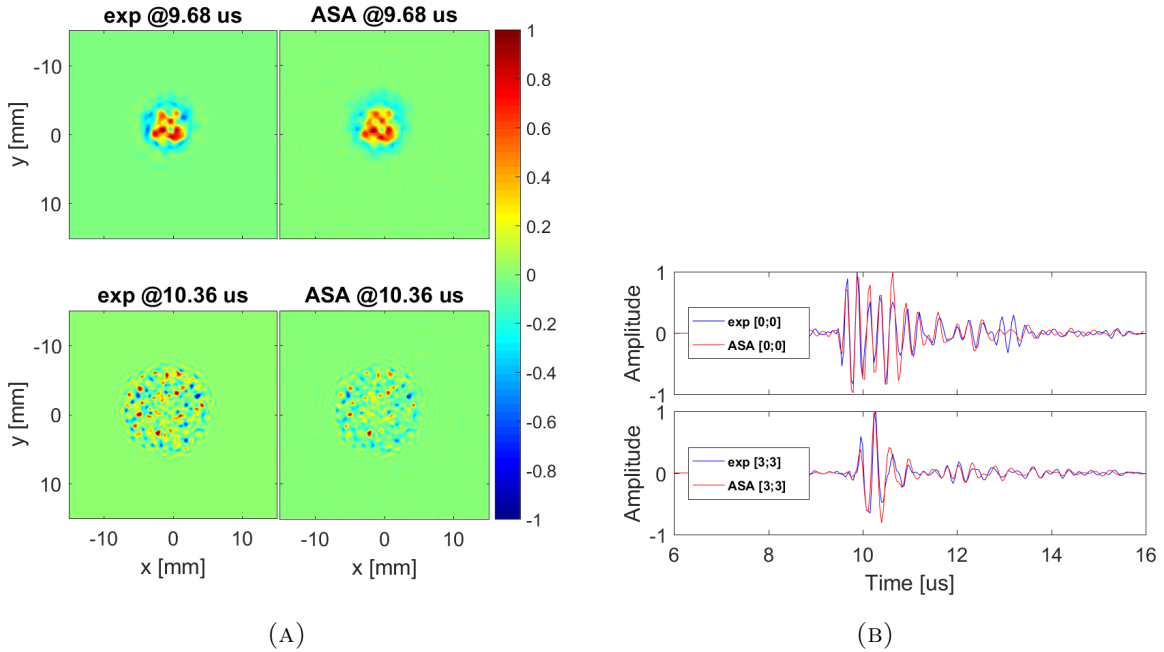 exp @9.68 us
ASA @9.68 us
y [mm]
-10
0
10
1
0.8
0.6
0.4
0.2
0
-0.2
-0.4
-0.6
-0.8
-1
exp @10.36 us
ASA @10.36 us
y [mm]
-10
0
10
-10 0 10
-10 0 10
x [mm]
x [mm]
(A)
Amplitude
1
0
-1
exp [0;0]
ASA [0;0]
Amplitude
1
0
-1
exp [3;3]
ASA [3;3]
6 8 10 12 14 16
Time [us]
(B)